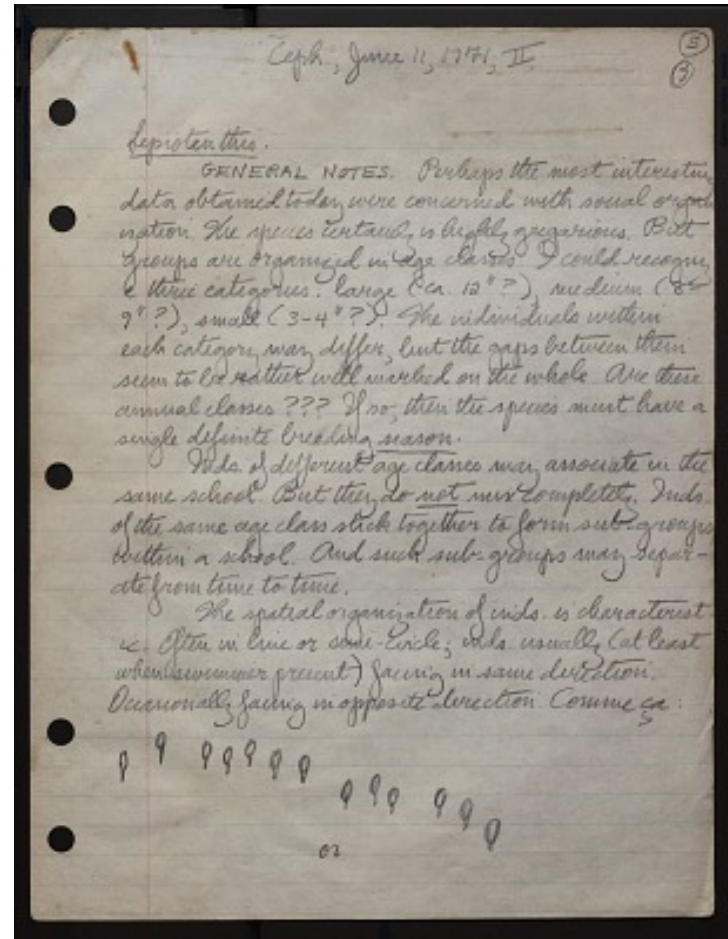 Ceph., June 11, 1971, II.
5
3
Sepioteuthis.
GENERAL NOTES. Perhaps the most interesting
data obtained today were concerned with social organ-
ization. The species certainly is highly gregarious. But
groups are organized in age classes. I could recogniz
e three categories: large (ca. 12"?), medium (8-
9"?), small (3-4"?). The individuals within
each category may differ, but the gaps between them
seem to be rather well marked on the whole. Are these
annual classes ??? If so, then the species must have a
single definite breeding season.
Inds. of different age classes may associate in the
same school. But they do not mix completely. Inds.
of the same age class stick together to form sub-groups
within a school. And such sub-groups may separ-
ate from time to time.
The spatial organization of inds. is characterist-
ic. Often in line or semi-circle; inds. usually (at least
when swimmer present) facing in same direction.
Occasionally facing in opposite direction. Comme ça:
or